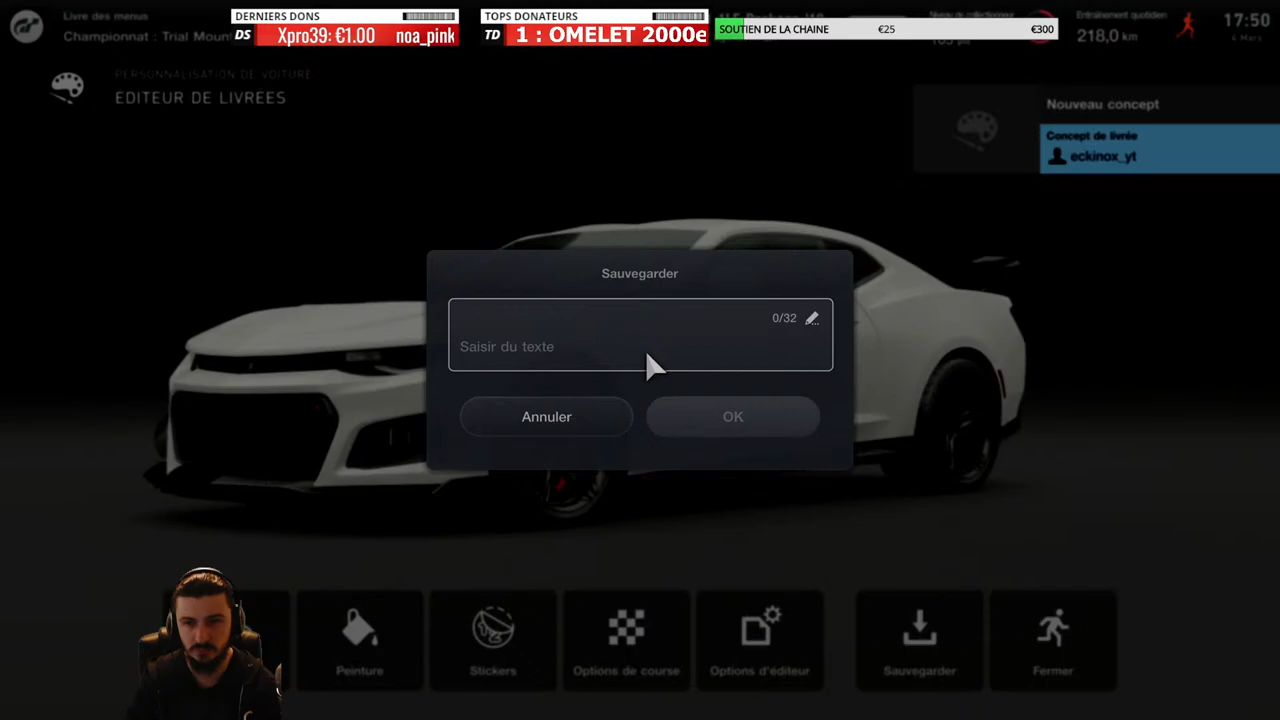 Livre des menus
Championnat : Trial Moun
DERNIERS DONS
DS Xpro39: €1.00 noa_pink
TOPS DONATEURS
TD 1 : OMELET 2000e
SOUTIEN DE LA CHAINE €25 €300
Entraînement quotidien
218,0 km
17:50
4 Mars
PERSONNALISATION DE VOITURE
EDITEUR DE LIVREES
Nouveau concept
Concept de livrée
eckinox_yt
Sauvegarder
0/32
Saisir du texte
Annuler
OK
Peinture
Stickers
Options de course
Options d'éditeur
Sauvegarder
Fermer